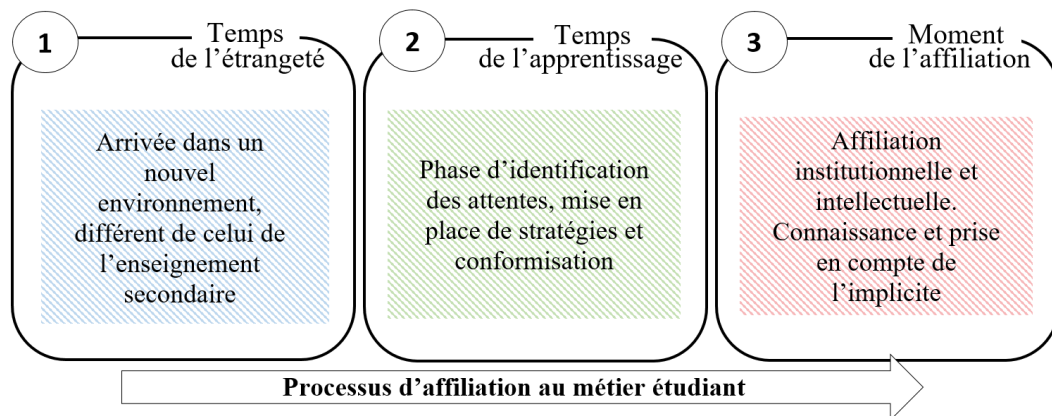 1
Temps
de l'étrangeté
Arrivée dans un
nouvel
environnement,
différent de celui de
l'enseignement
secondaire
2
Temps
de l'apprentissage
Phase d'identification
des attentes, mise en
place de stratégies et
conformisation
3
Moment
de l'affiliation
Affiliation
institutionnelle et
intellectuelle.
Connaissance et prise
en compte de
l'implicite
Processus d'affiliation au métier étudiant